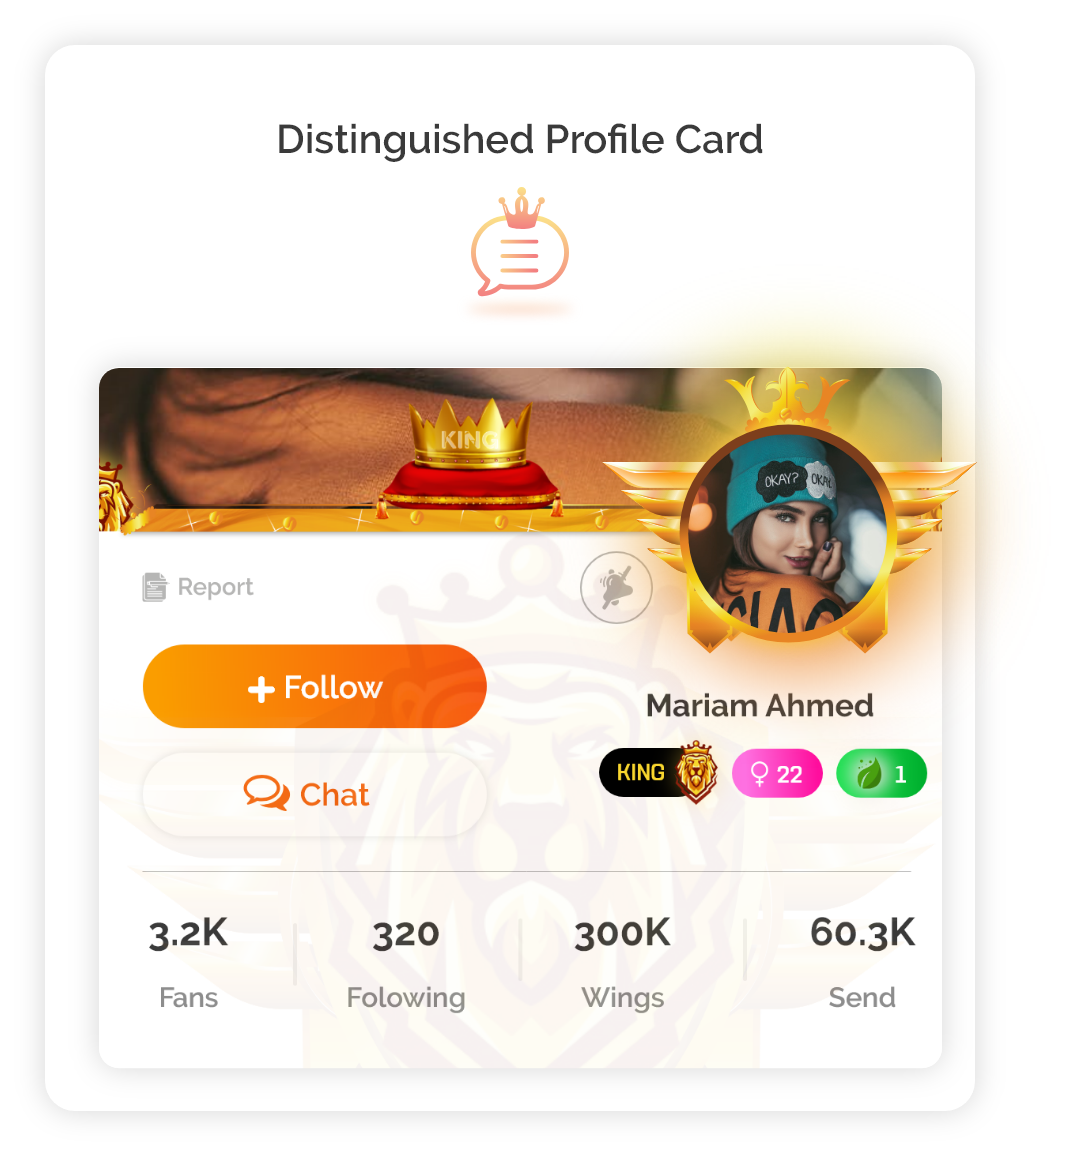 Distinguished Profile Card
KING
OKAY?
OKAY
Report
Follow
Mariam Ahmed
KING
22
1
Chat
3.2K
320
300K
60.3K
Fans
Folowing
Wings
Send